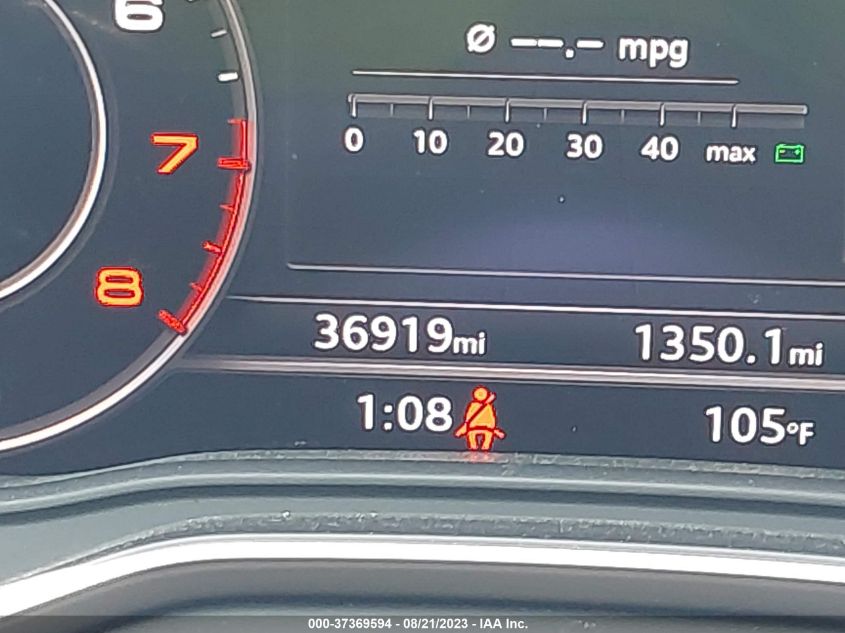 6
7
8
Ø --.- mpg
0 10 20 30 40 max
36919mi 1350.1mi
1:08 105°F
000-37369594 - 08/21/2023 - IAA Inc.